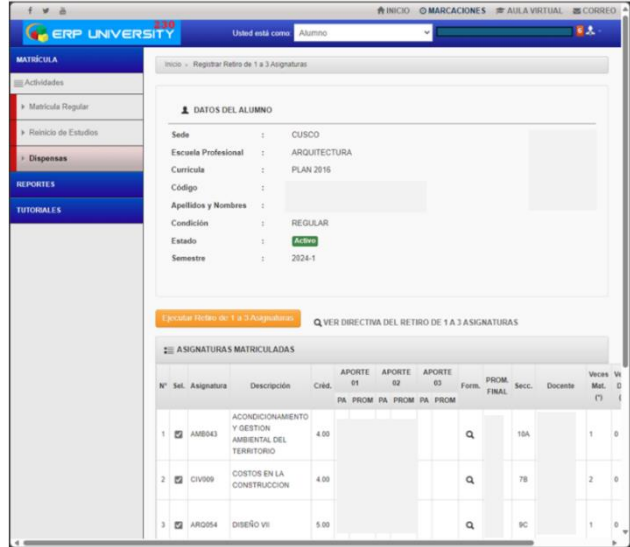 INICIO MARCACIONES AULA VIRTUAL CORREO
ERP UNIVERSITY
2.3.0
Usted está como: Alumno
MATRÍCULA
Actividades
Matricula Regular
Reinicio de Estudios
Dispensas
REPORTES
TUTORIALES
Inicio Registrar Retiro de 1 a 3 Asignaturas
DATOS DEL ALUMNO
Sede : CUSCO
Escuela Profesional : ARQUITECTURA
Curricula : PLAN 2016
Código :
Apellidos y Nombres :
Condición : REGULAR
Estado : Activo
Semestre : 2024-1
Ejecutar Retiro de 1 a 3 Asignaturas
VER DIRECTIVA DEL RETIRO DE 1 A 3 ASIGNATURAS
ASIGNATURAS MATRICULADAS
N° Sel. Asignatura Descripción Créd. APORTE 01 APORTE 02 APORTE 03 Form. PROM. FINAL Secc. Docente Veces Mat. (*)
PA PROM PA PROM PA PROM
1 AMB043 ACONDICIONAMIENTO Y GESTION AMBIENTAL DEL TERRITORIO 4.00 10A 1 0
2 CIV009 COSTOS EN LA CONSTRUCCION 4.00 7B 2 0
3 ARQ054 DISEÑO VII 5.00 9C 1 0